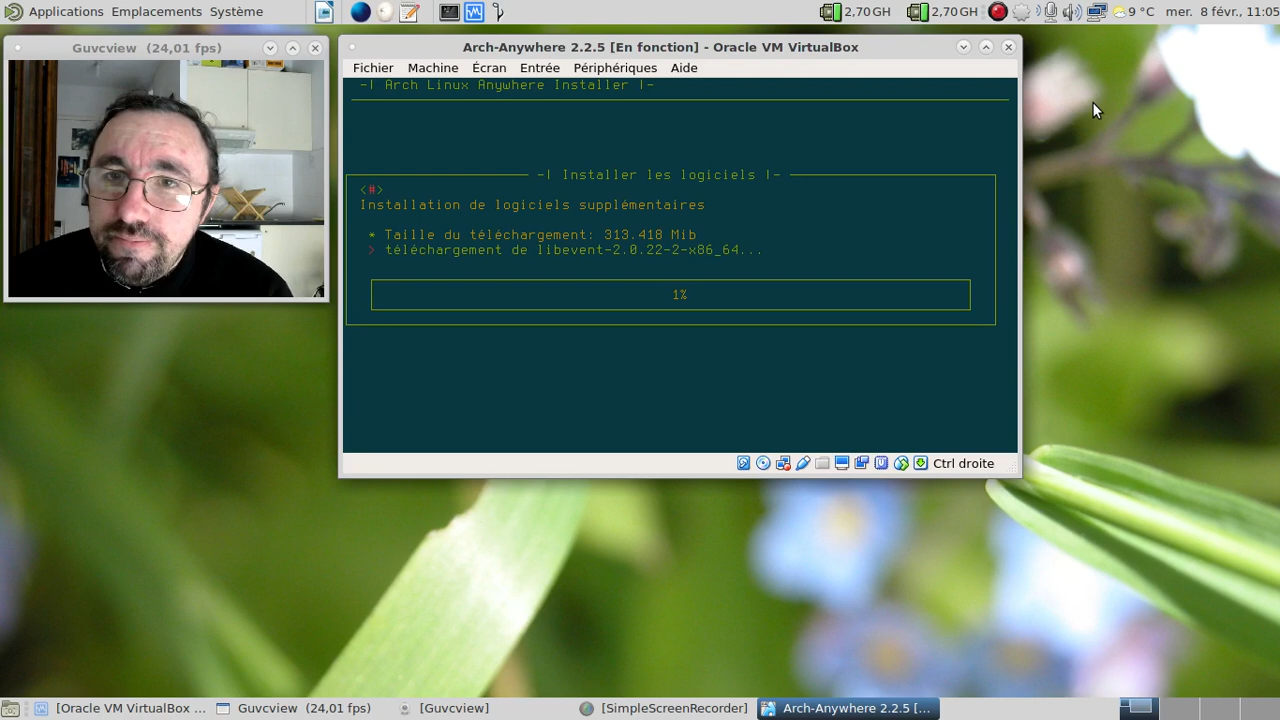 Applications Emplacements Système
2,70 GH 2,70 GH 9 °C mer. 8 févr., 11:05
Guvcview (24,01 fps)
Arch-Anywhere 2.2.5 [En fonction] - Oracle VM VirtualBox
Fichier Machine Écran Entrée Périphériques Aide
-| Arch Linux Anywhere Installer |-
-| Installer les logiciels |-
<#>
Installation de logiciels supplémentaires
* Taille du téléchargement: 313.418 Mib
> téléchargement de libevent-2.0.22-2-x86_64...
1%
Ctrl droite
[Oracle VM VirtualBox ... Guvcview (24,01 fps) [Guvcview] [SimpleScreenRecorder] Arch-Anywhere 2.2.5 [...